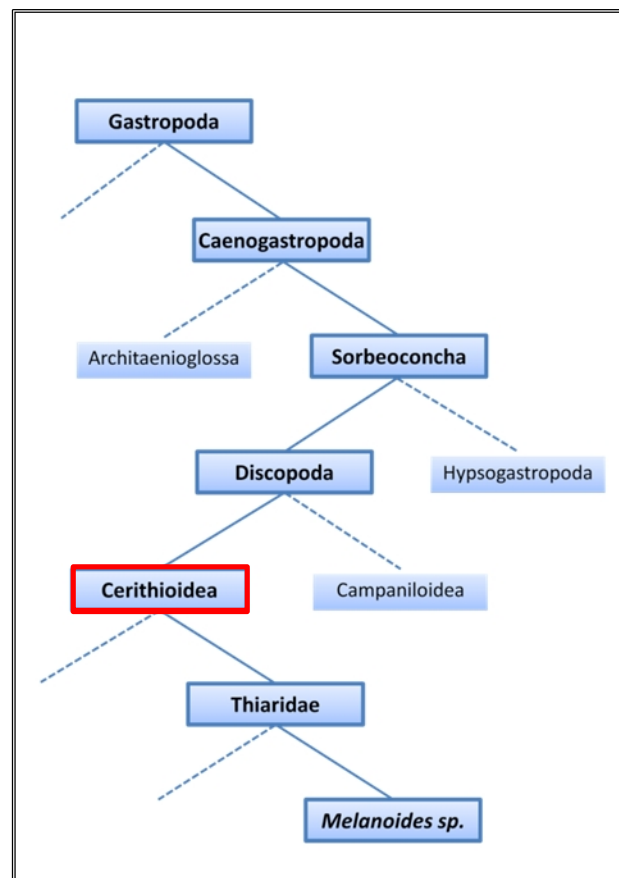 Gastropoda
Caenogastropoda
Architaenioglossa
Sorbeoconcha
Discopoda
Hypsogastropoda
Cerithioidea
Campaniloidea
Thiaridae
Melanoides sp.